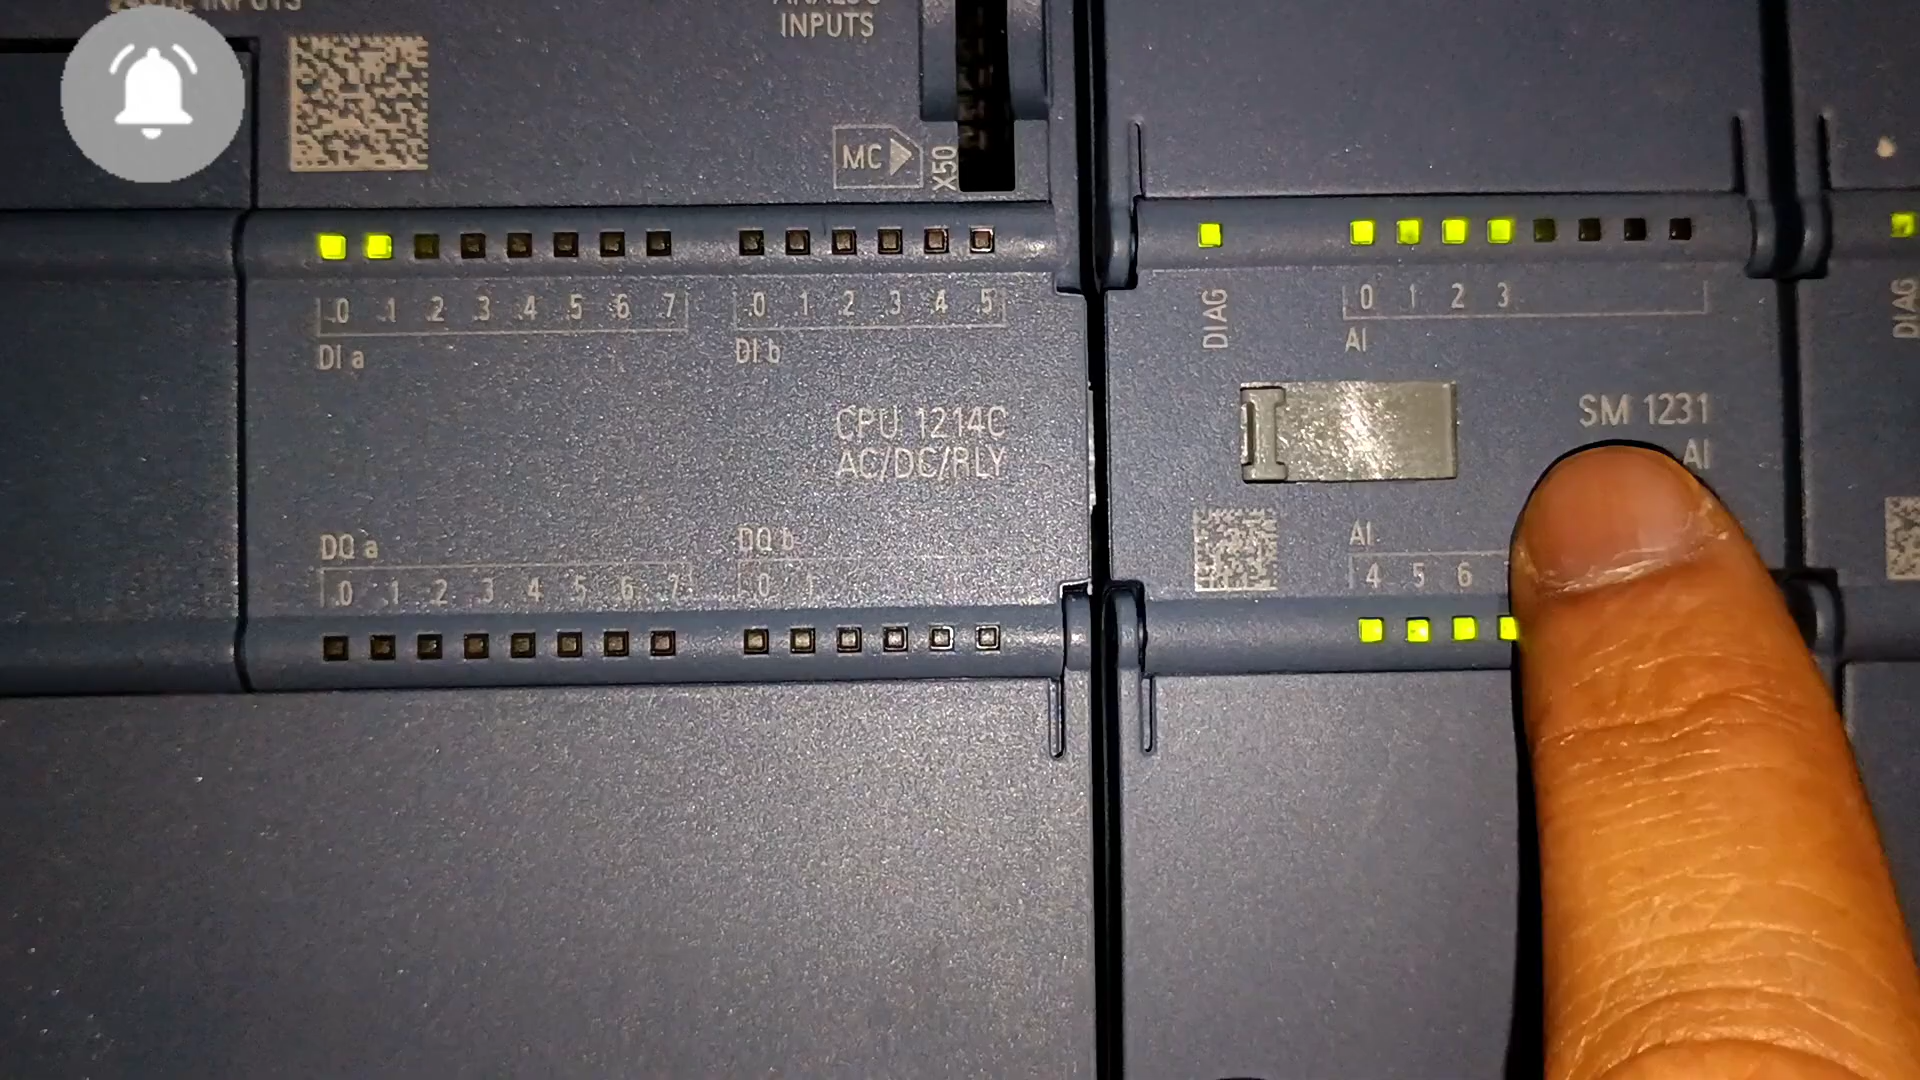 INPUTS
ANALOG
INPUTS
MC
X50
.0 .1 .2 .3 .4 .5 .6 .7
DI a
.0 .1 .2 .3 .4 .5
DI b
CPU 1214C
AC/DC/RLY
DQ a
.0 .1 .2 .3 .4 .5 .6 .7
DQ b
.0 .1
DIAG
0 1 2 3
AI
SM 1231
AI
AI
4 5 6
DIAG